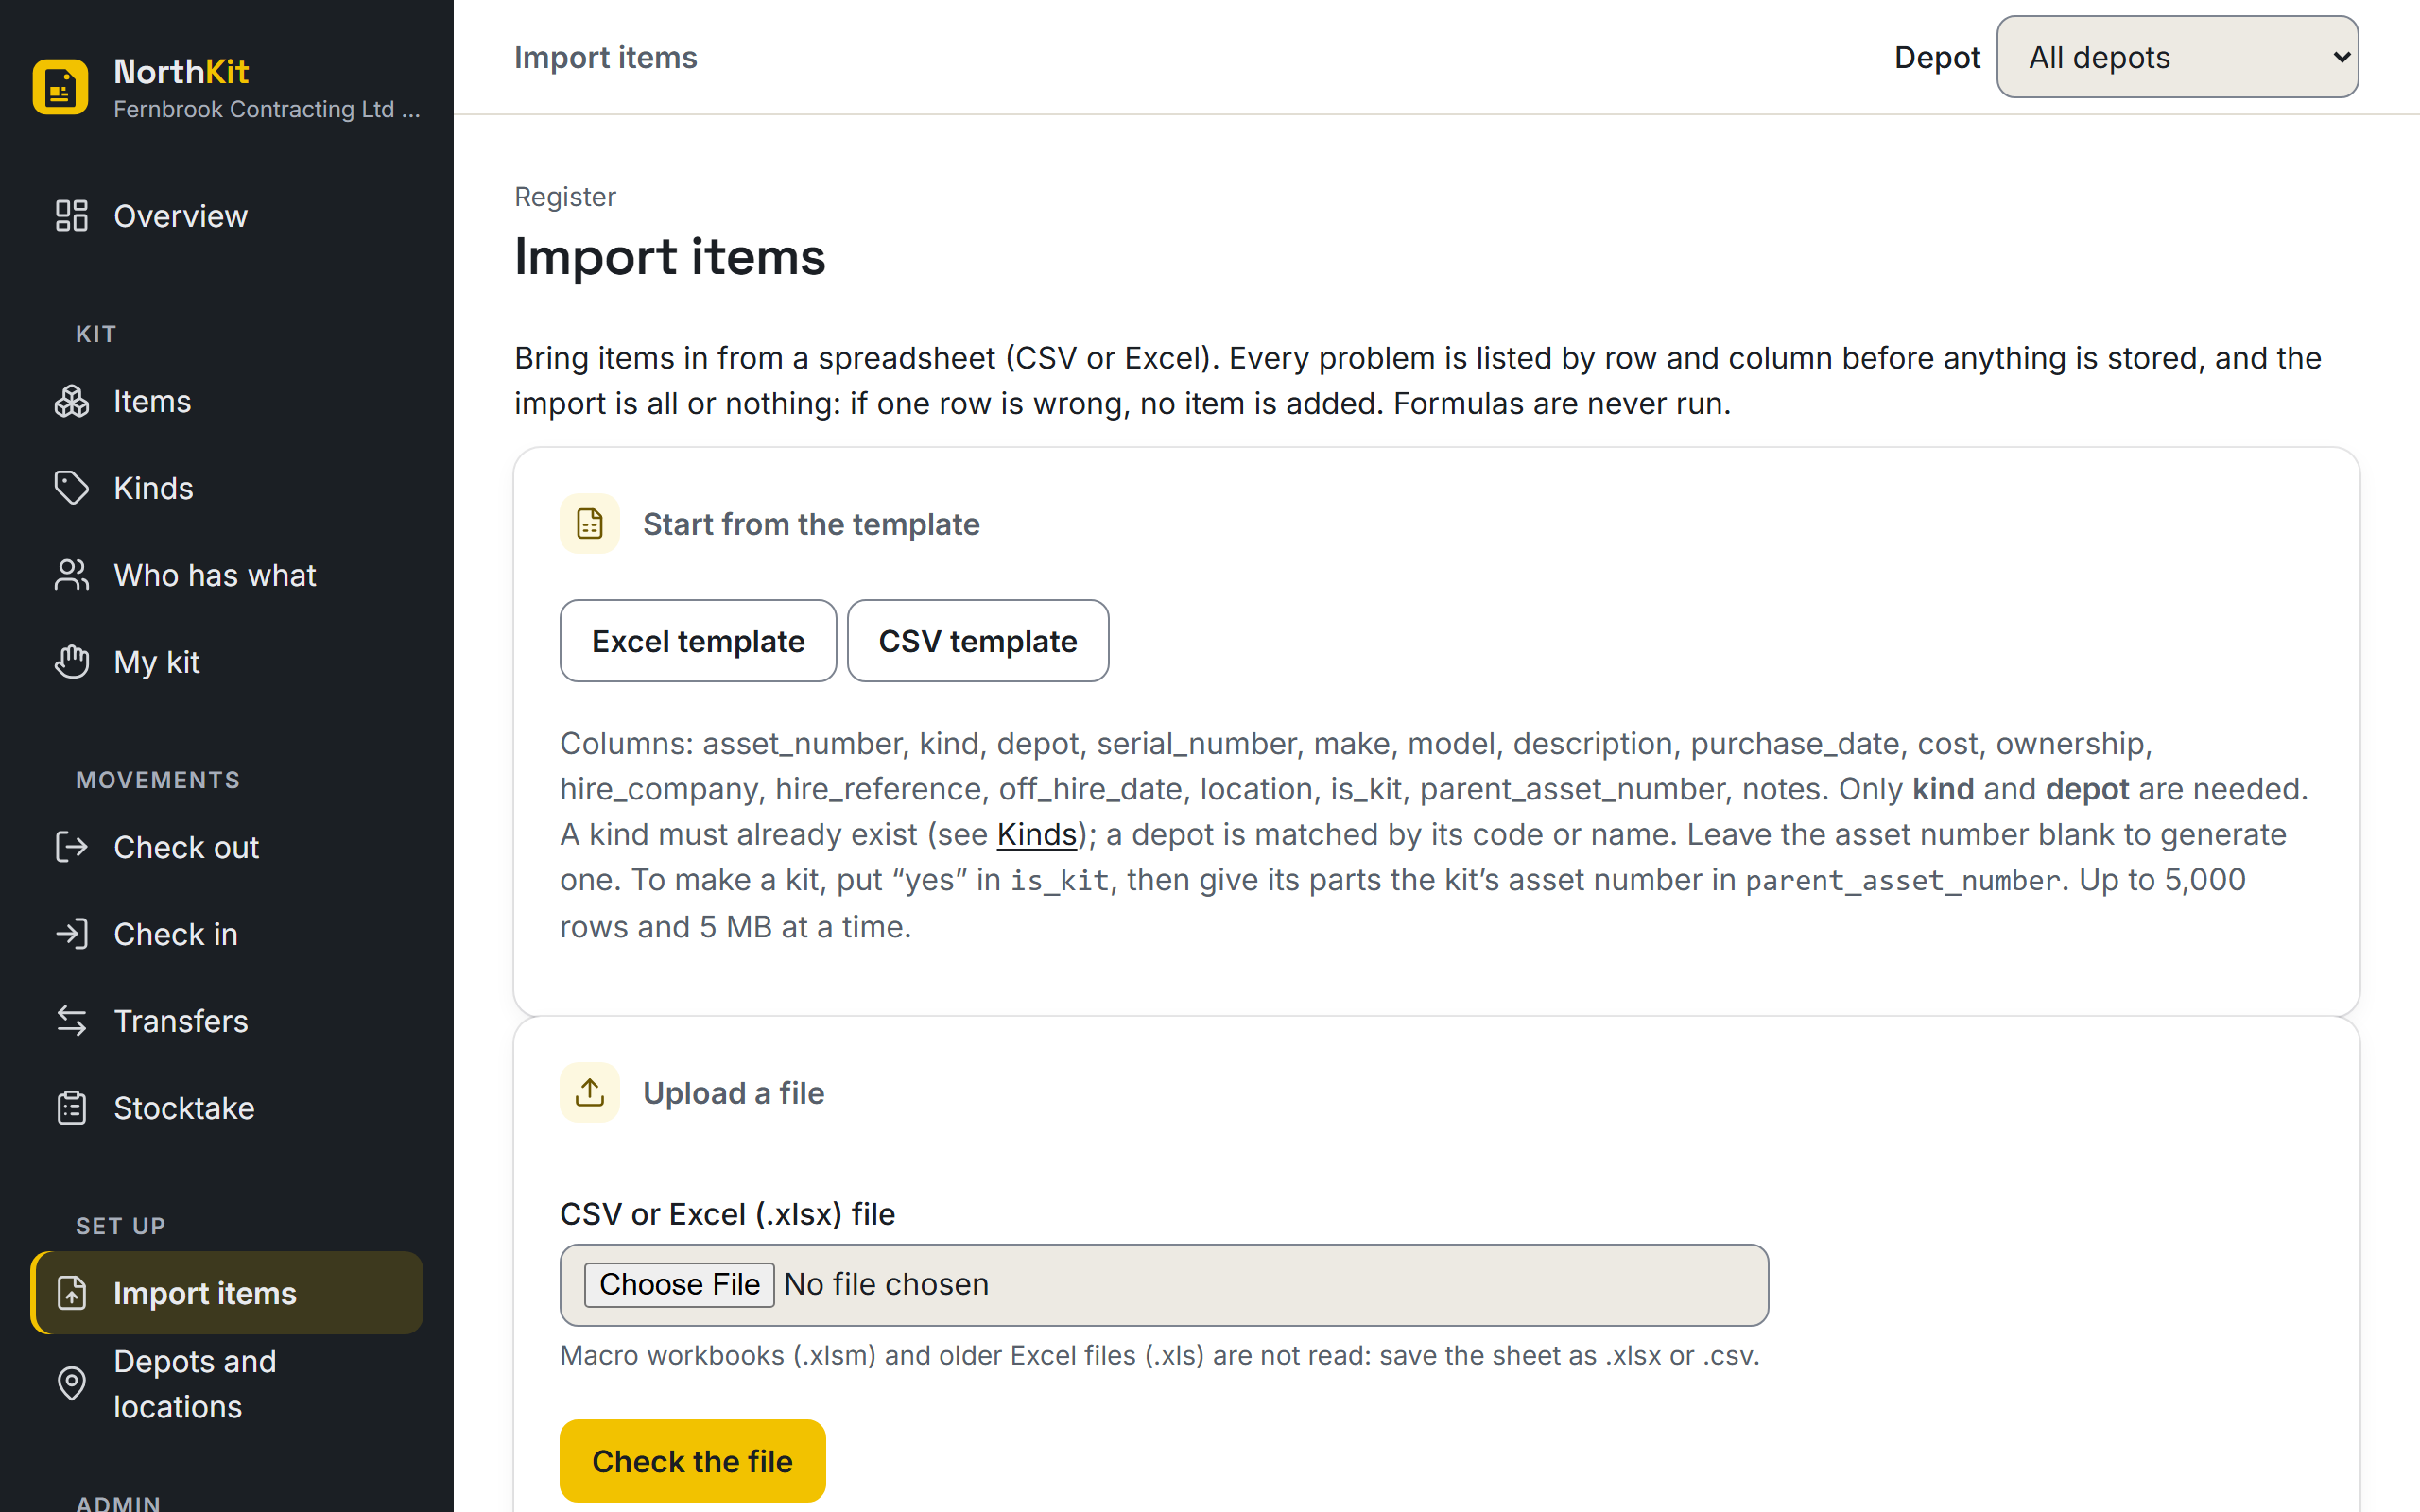 NorthKit
Fernbrook Contracting Ltd ...
Overview
KIT
Items
Kinds
Who has what
My kit
MOVEMENTS
Check out
Check in
Transfers
Stocktake
SET UP
Import items
Depots and
locations
ADMIN
Import items
Depot
All depots
Register
Import items
Bring items in from a spreadsheet (CSV or Excel). Every problem is listed by row and column before anything is stored, and the
import is all or nothing: if one row is wrong, no item is added. Formulas are never run.
Start from the template
Excel template
CSV template
Columns: asset_number, kind, depot, serial_number, make, model, description, purchase_date, cost, ownership,
hire_company, hire_reference, off_hire_date, location, is_kit, parent_asset_number, notes. Only kind and depot are needed.
A kind must already exist (see Kinds); a depot is matched by its code or name. Leave the asset number blank to generate
one. To make a kit, put “yes” in is_kit, then give its parts the kit’s asset number in parent_asset_number. Up to 5,000
rows and 5 MB at a time.
Upload a file
CSV or Excel (.xlsx) file
Choose File No file chosen
Macro workbooks (.xlsm) and older Excel files (.xls) are not read: save the sheet as .xlsx or .csv.
Check the file